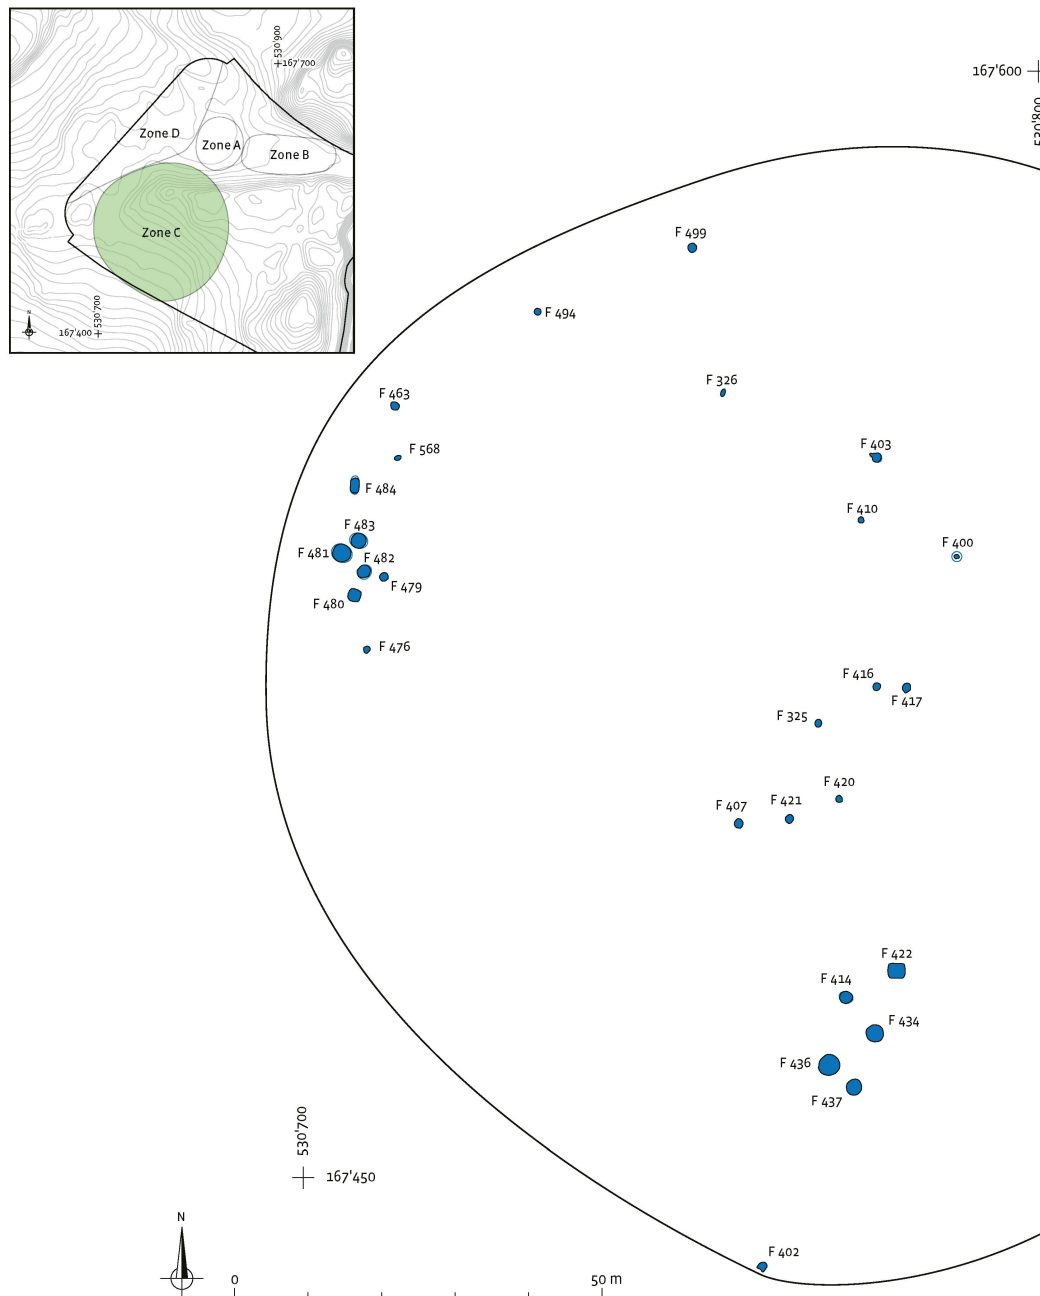 530'900
167'700
Zone D
Zone A
Zone B
Zone C
530'700
167'400
N
167'600
530'800
F 499
F 494
F 326
F 463
F 403
F 568
F 484
F 410
F 483
F 400
F 481
F 482
F 479
F 480
F 476
F 416
F 417
F 325
F 420
F 421
F 407
F 422
F 414
F 434
F 436
F 437
530'700
167'450
N
F 402
0
50 m